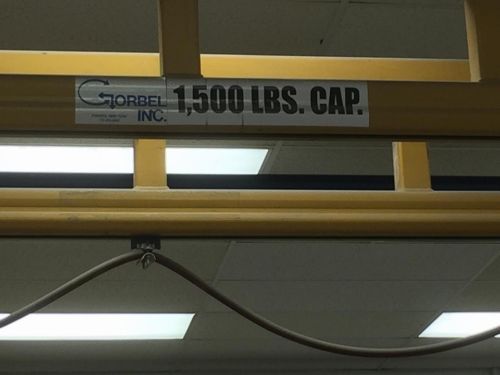 GORBEL 1,500 LBS. CAP.
INC.